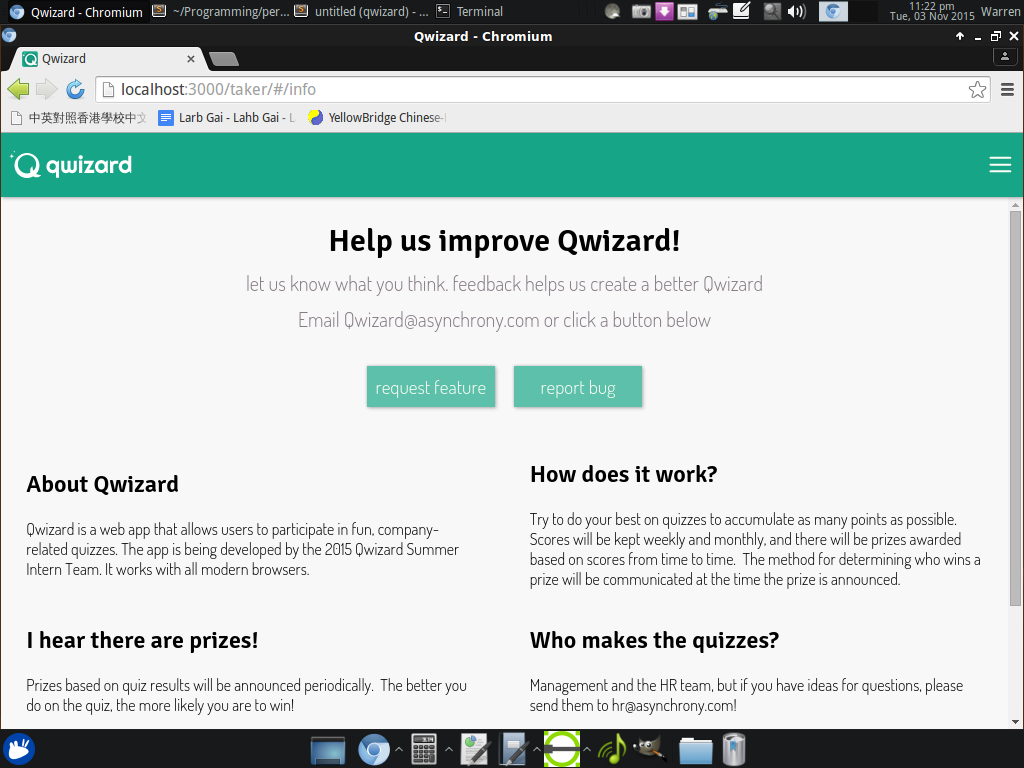 Qwizard - Chromium
~/Programming/per...
untitled (qwizard) - ...
Terminal
11:22 pm
Tue, 03 Nov 2015
Warren
Qwizard - Chromium
Qwizard
localhost:3000/taker/#/info
中英對照香港學校中文
Larb Gai - Lahb Gai - L
YellowBridge Chinese-
qwizard
Help us improve Qwizard!
let us know what you think. feedback helps us create a better Qwizard
Email Qwizard@asynchrony.com or click a button below
request feature
report bug
About Qwizard
Qwizard is a web app that allows users to participate in fun, company-
related quizzes. The app is being developed by the 2015 Qwizard Summer
Intern Team. It works with all modern browsers.
How does it work?
Try to do your best on quizzes to accumulate as many points as possible.
Scores will be kept weekly and monthly, and there will be prizes awarded
based on scores from time to time.  The method for determining who wins a
prize will be communicated at the time the prize is announced.
I hear there are prizes!
Prizes based on quiz results will be announced periodically.  The better you
do on the quiz, the more likely you are to win!
Who makes the quizzes?
Management and the HR team, but if you have ideas for questions, please
send them to hr@asynchrony.com!